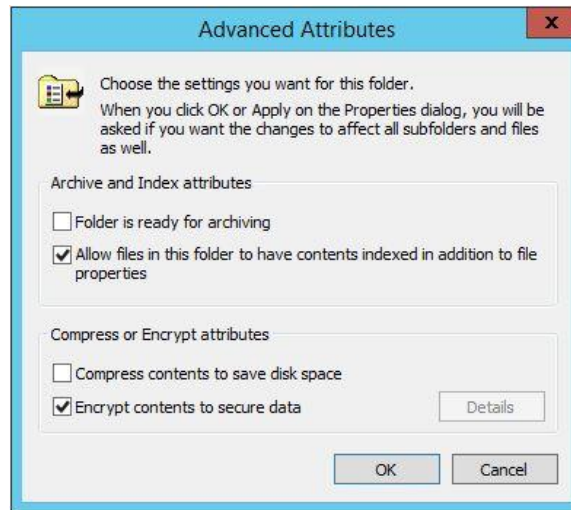 Advanced Attributes
x
Choose the settings you want for this folder.
When you click OK or Apply on the Properties dialog, you will be
asked if you want the changes to affect all subfolders and files
as well.
Archive and Index attributes
Folder is ready for archiving
Allow files in this folder to have contents indexed in addition to file
properties
Compress or Encrypt attributes
Compress contents to save disk space
Encrypt contents to secure data
Details
OK
Cancel